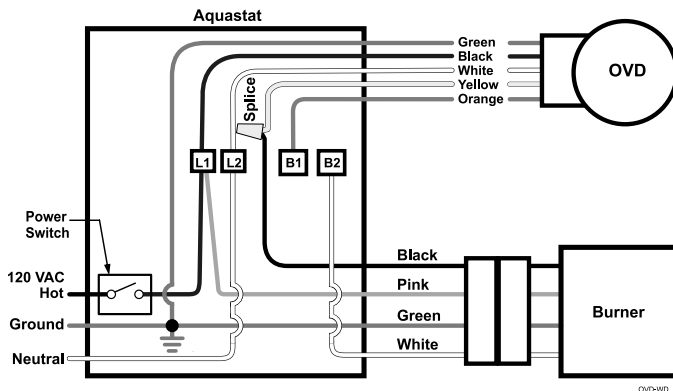 Aquastat
Green
Black
White
Yellow
Orange
OVD
Splice
L1
L2
B1
B2
Power
Switch
120 VAC
Hot
Ground
Neutral
Black
Pink
Green
White
Burner
OVD-WD